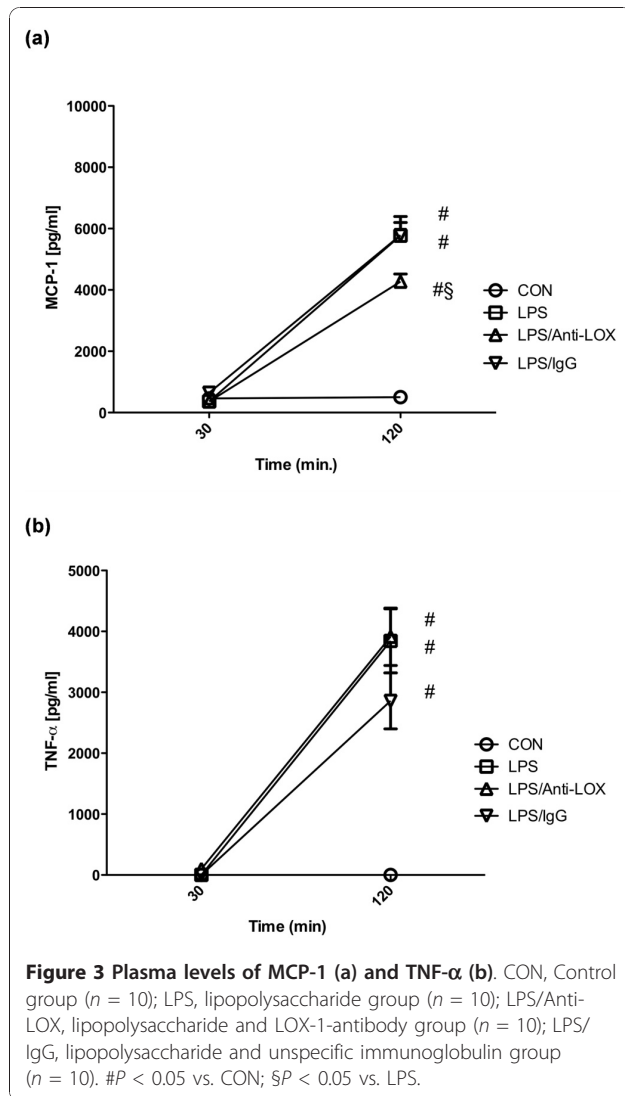 (a)
10000
8000
6000
4000
2000
0
MCP-1 [pg/ml]
#
#
#§
CON
LPS
LPS/Anti-LOX
LPS/IgG
30
120
Time (min.)
(b)
5000
4000
3000
2000
1000
0
TNF-α [pg/ml]
#
#
#
CON
LPS
LPS/Anti-LOX
LPS/IgG
30
120
Time (min)
Figure 3 Plasma levels of MCP-1 (a) and TNF-α (b). CON, Control
group (n = 10); LPS, lipopolysaccharide group (n = 10); LPS/Anti-
LOX, lipopolysaccharide and LOX-1-antibody group (n = 10); LPS/
IgG, lipopolysaccharide and unspecific immunoglobulin group
(n = 10). #P < 0.05 vs. CON; §P < 0.05 vs. LPS.